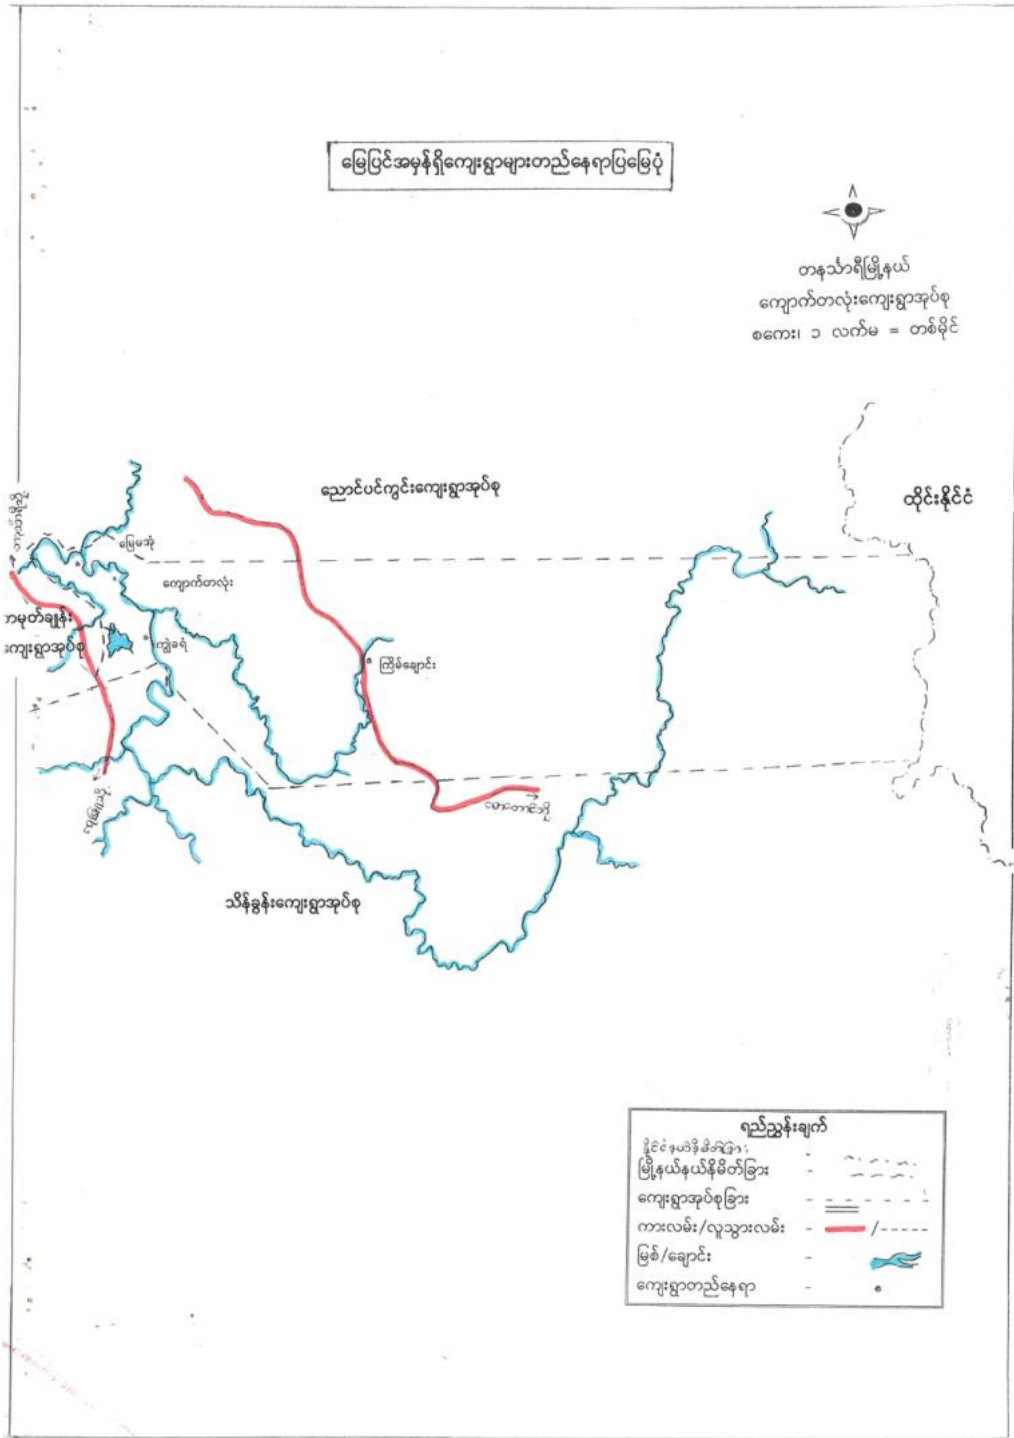 မြေပြင်အမှန်ရှိကျေးရွာများတည်နေရာပြမြေပုံ
တနင်္သာရီမြို့နယ်
ကျောက်တလုံးကျေးရွာအုပ်စု
စကေး၊ ၁ လက်မ = တစ်မိုင်
ညောင်ပင်ကွင်းကျေးရွာအုပ်စု
ထိုင်းနိုင်ငံ
မြေမအုံ
ကျောက်တလုံး
ကျွဲခရံ
ကြိမ်ချောင်း
ကျေးရွာအုပ်စု
သိန်ခွန်းကျေးရွာအုပ်စု
ရည်ညွှန်းချက်
မြို့နယ်နယ်နိမိတ်ခြား -
ကျေးရွာအုပ်စုခြား -
ကားလမ်း/လူသွားလမ်း -
မြစ်/ချောင်း -
ကျေးရွာတည်နေရာ -